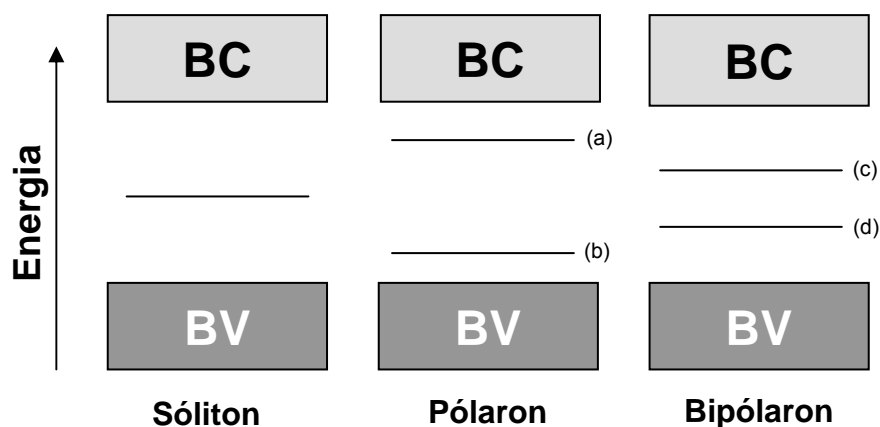 Energia
BC
BC
BC
(a)
(c)
(d)
(b)
BV
BV
BV
Sóliton
Pólaron
Bipólaron